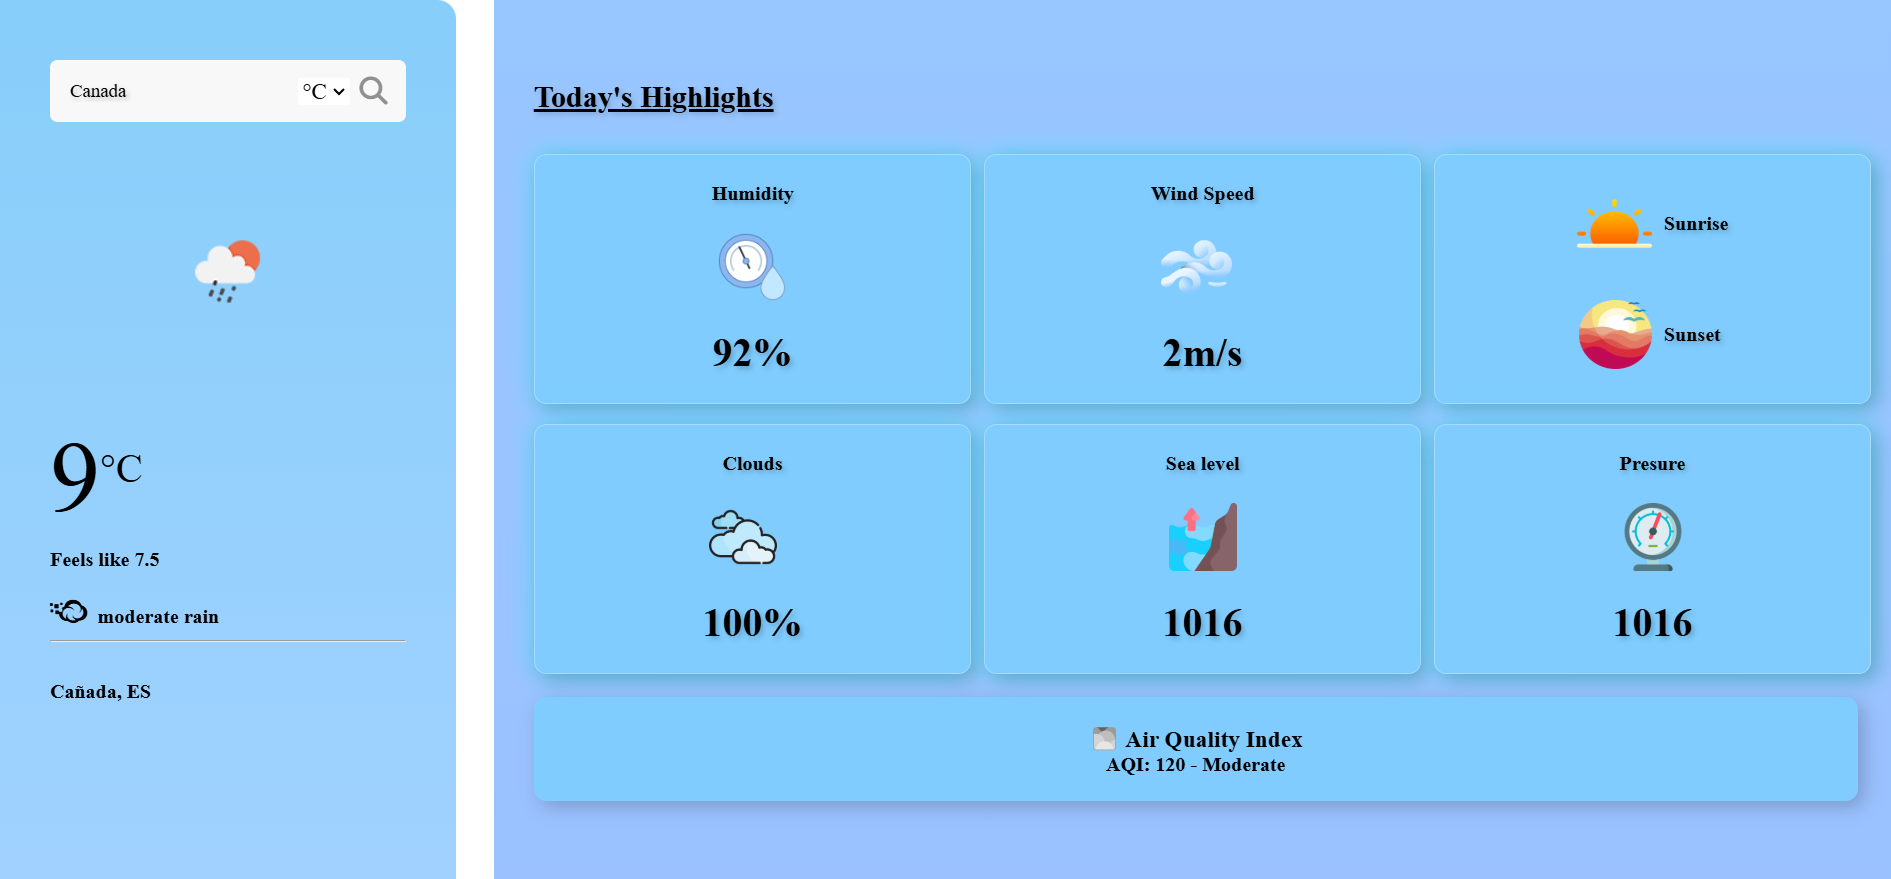 Canada
°C
9°C
Feels like 7.5
moderate rain
Cañada, ES
Today's Highlights
Humidity
92%
Wind Speed
2m/s
Sunrise
Sunset
Clouds
100%
Sea level
1016
Presure
1016
Air Quality Index
AQI: 120 - Moderate